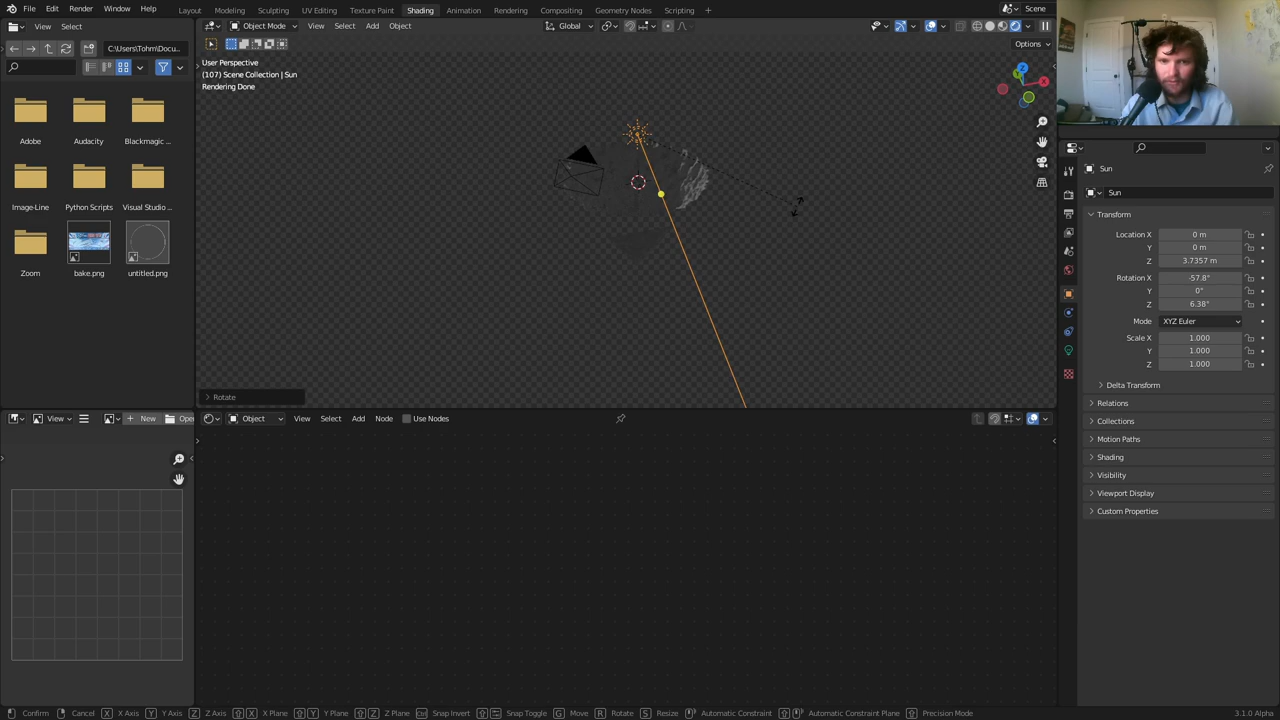 File Edit Render Window Help
Layout Modeling Sculpting UV Editing Texture Paint Shading Animation Rendering Compositing Geometry Nodes Scripting
Scene
View Select
Object Mode View Select Add Object Global
C:\Users\Tohm\Docu...
Options
User Perspective
(107) Scene Collection | Sun
Rendering Done
Z
X
Y
Adobe Audacity Blackmagic ...
Image-Line Python Scripts Visual Studio ...
Zoom bake.png untitled.png
Rotate
Sun
Sun
Transform
Location X 0 m
Y 0 m
Z 3.7357 m
Rotation X -57.8°
Y 0°
Z 6.38°
Mode XYZ Euler
Scale X 1.000
Y 1.000
Z 1.000
Delta Transform
Relations
Collections
Motion Paths
Shading
Visibility
Viewport Display
Custom Properties
View New Ope
Object View Select Add Node Use Nodes
Confirm Cancel X X Axis Y Y Axis Z Z Axis X X Plane Y Y Plane Z Z Plane Snap Invert Snap Toggle G Move R Rotate S Resize Automatic Constraint Automatic Constraint Plane Precision Mode
3.1.0 Alpha